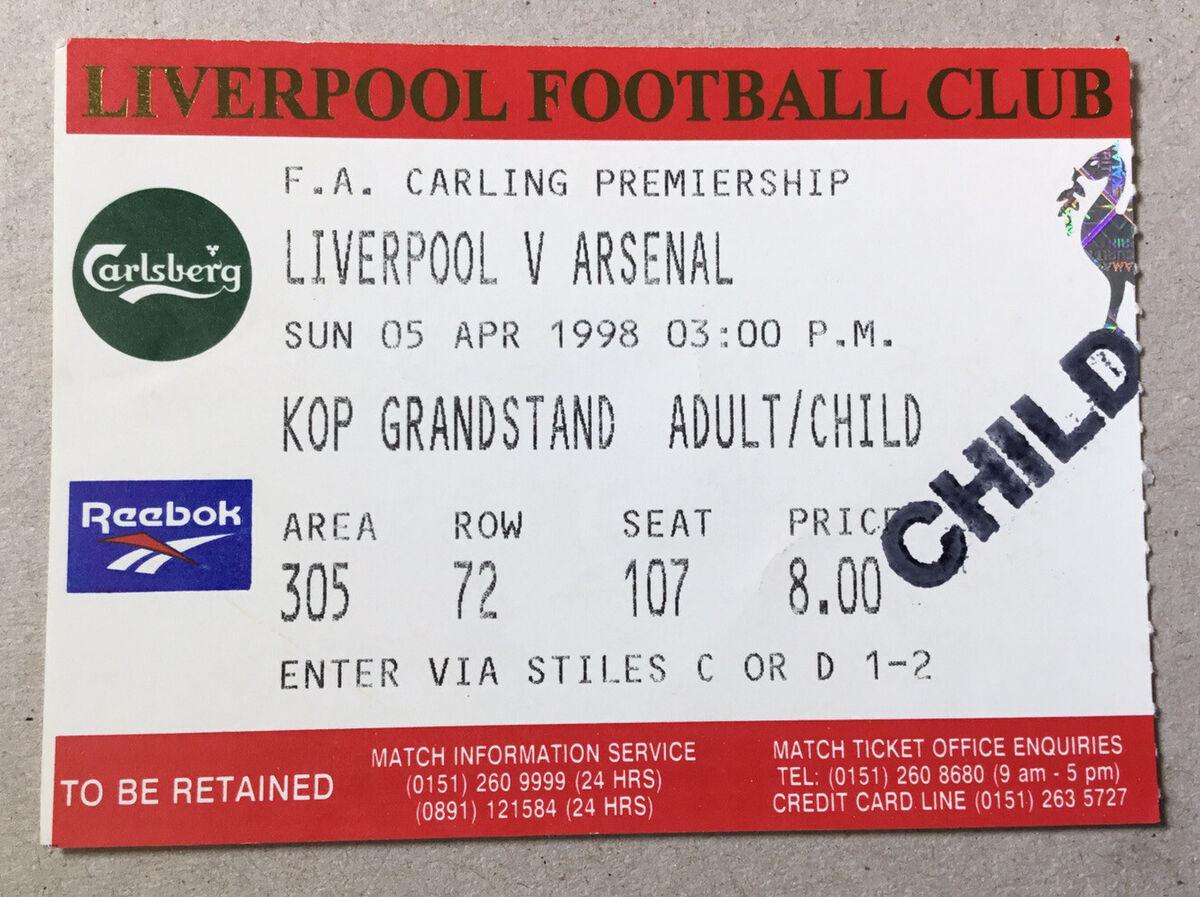 LIVERPOOL FOOTBALL CLUB
F.A. CARLING PREMIERSHIP
Carlsberg
LIVERPOOL V ARSENAL
SUN 05 APR 1998 03:00 P.M.
KOP GRANDSTAND ADULT/CHILD
CHILD
Reebok
AREA ROW SEAT PRICE
305 72 107 8.00
ENTER VIA STILES C OR D 1-2
TO BE RETAINED
MATCH INFORMATION SERVICE
(0151) 260 9999 (24 HRS)
(0891) 121584 (24 HRS)
MATCH TICKET OFFICE ENQUIRIES
TEL: (0151) 260 8680 (9 am - 5 pm)
CREDIT CARD LINE (0151) 263 5727